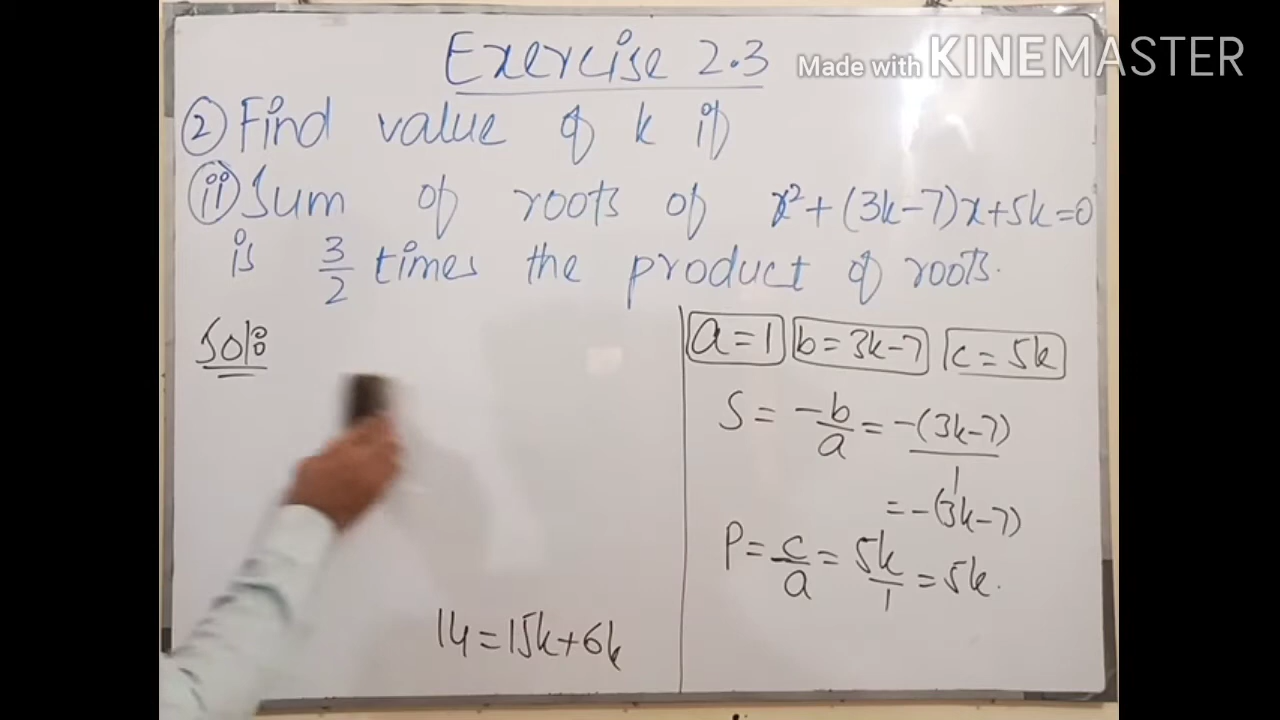 Exercise 2.3
Made with KINEMASTER
② Find value of k if
(ii) Sum of roots of x²+(3k-7)x+5k=0
is 3/2 times the product of roots.
Sol:
a=1 b=3k-7 c=5k
S = -b/a = -(3k-7)/1
= -(3k-7)
P = c/a = 5k/1 = 5k.
14=15k+6k